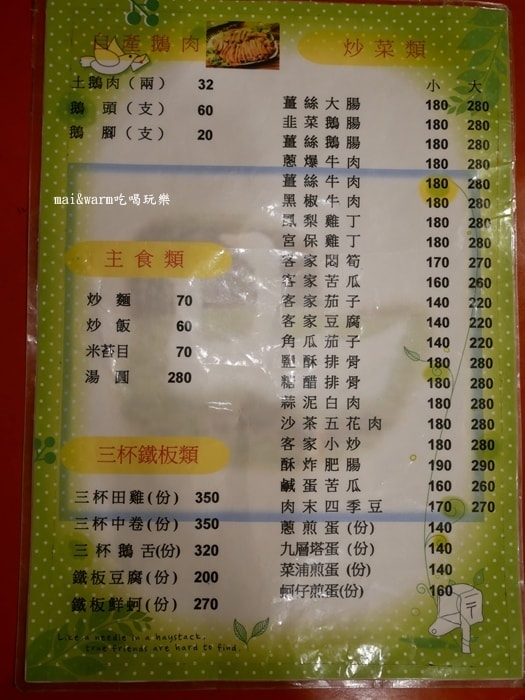 自產鵝肉
土鵝肉（兩） 32
鵝 頭（支） 60
鵝 腳（支） 20
mai&warm吃喝玩樂
主食類
炒 麵 70
炒 飯 60
米苔目 70
湯 圓 280
三杯鐵板類
三杯田雞(份) 350
三杯中卷(份) 350
三杯鵝舌(份) 320
鐵板豆腐(份) 200
鐵板鮮蚵(份) 270
炒菜類
小 大
薑絲大腸 180 280
韭菜鵝腸 180 280
薑絲鵝腸 180 280
蔥爆牛肉 180 280
薑絲牛肉 180 280
黑椒牛肉 180 280
鳳梨雞丁 180 280
宮保雞丁 180 280
客家悶筍 170 270
客家苦瓜 160 260
客家茄子 140 220
客家豆腐 140 220
角瓜茄子 140 220
鹽酥排骨 180 280
糖醋排骨 180 280
蒜泥白肉 180 280
沙茶五花肉 180 280
客家小炒 180 280
酥炸肥腸 190 290
鹹蛋苦瓜 160 260
肉末四季豆 170 270
蔥煎蛋(份) 140
九層塔蛋(份) 140
菜浦煎蛋(份) 140
蚵仔煎蛋(份) 160
Like a needle in a haystack,
true friends are hard to find.